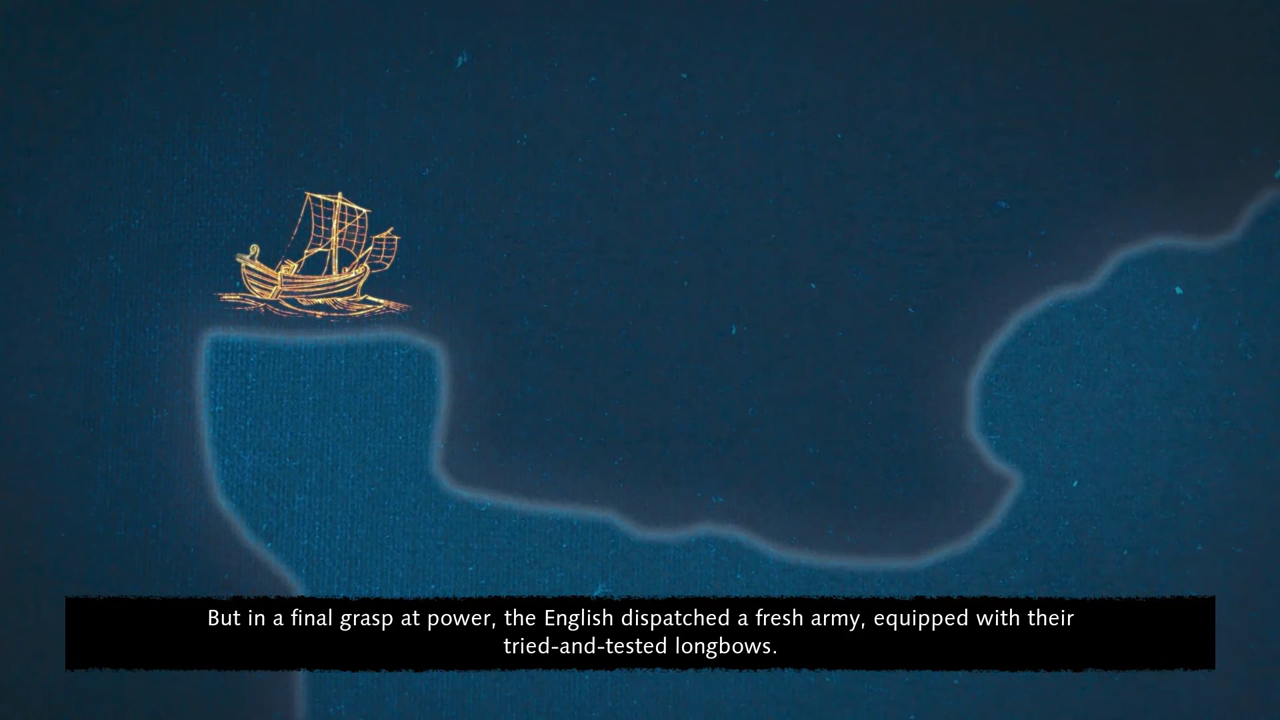 But in a final grasp at power, the English dispatched a fresh army, equipped with their
tried-and-tested longbows.